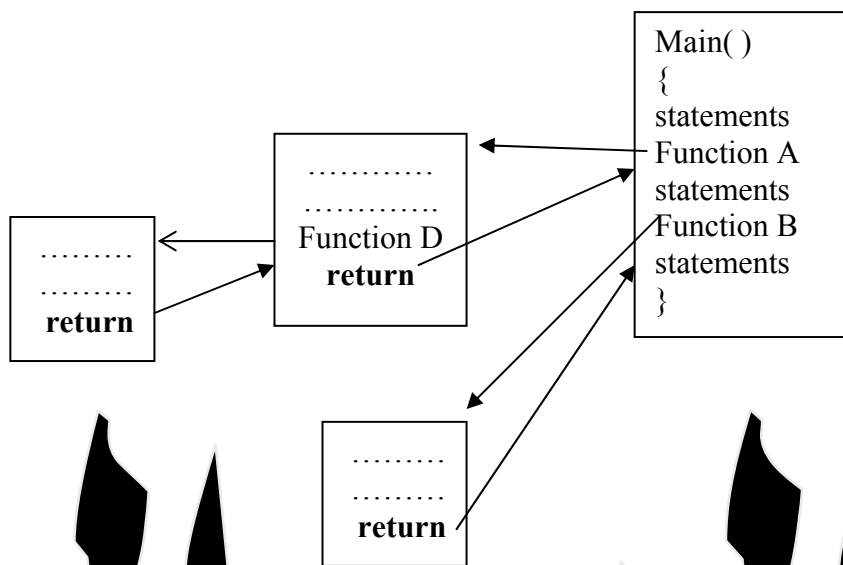 Main( )
{
statements
Function A
statements
Function B
statements
}
............
.............
Function D
return
.........
.........
return
.........
.........
return